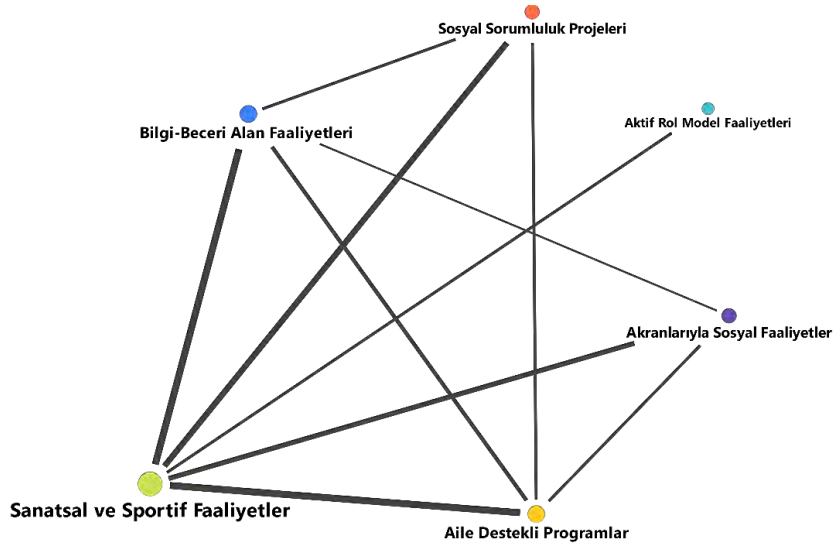 Sosyal Sorumluluk Projeleri
Aktif Rol Model Faaliyetleri
Bilgi-Beceri Alan Faaliyetleri
Akranlarıyla Sosyal Faaliyetler
Sanatsal ve Sportif Faaliyetler
Aile Destekli Programlar